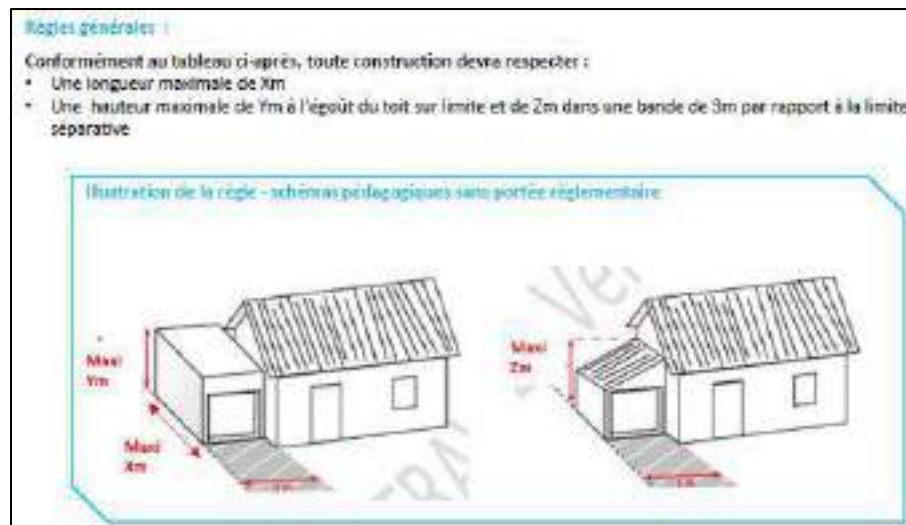 Règles générales :
Conformément au tableau ci-après, toute construction devra respecter :
• Une longueur maximale de Xm
• Une hauteur maximale de Ym à l'égoût du toit sur limite et de Zm dans une bande de 3m par rapport à la limite
séparative
Illustration de la règle - schémas pédagogiques sans portée réglementaire
Maxi
Ym
Maxi
Xm
Maxi
Zm